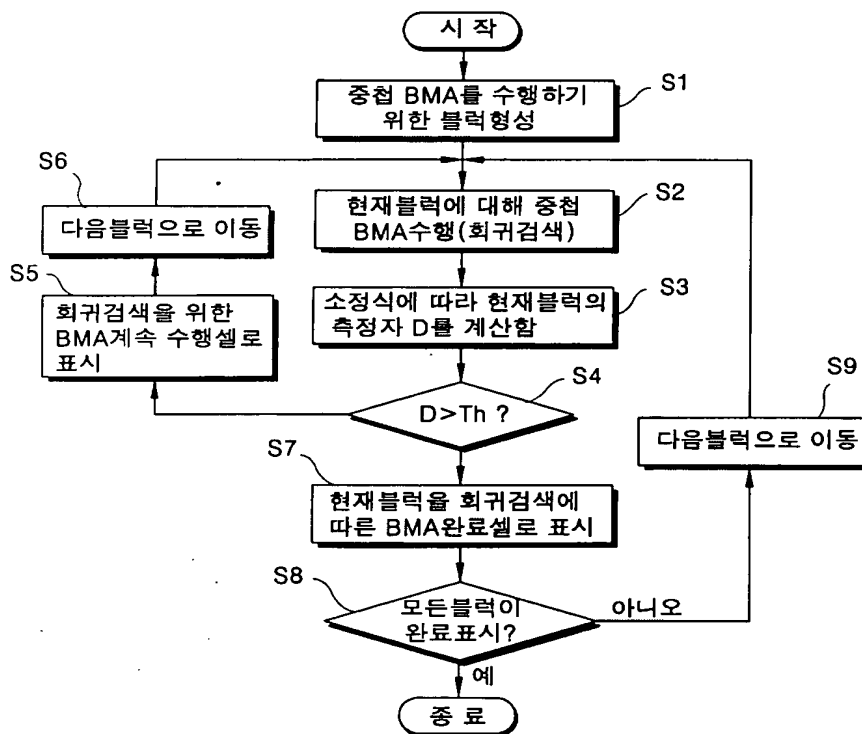 시 작
S1
중첩 BMA를 수행하기
위한 블럭형성
S6
다음블럭으로 이동
S2
현재블럭에 대해 중첩
BMA수행(회귀검색)
S5
회귀검색을 위한
BMA계속 수행셀로
표시
S3
소정식에 따라 현재블럭의
측정자 D를 계산함
S4
D>Th ?
S9
다음블럭으로 이동
S7
현재블럭을 회귀검색에
따른 BMA완료셀로 표시
S8
모든블럭이
완료표시?
아니오
예
종 료